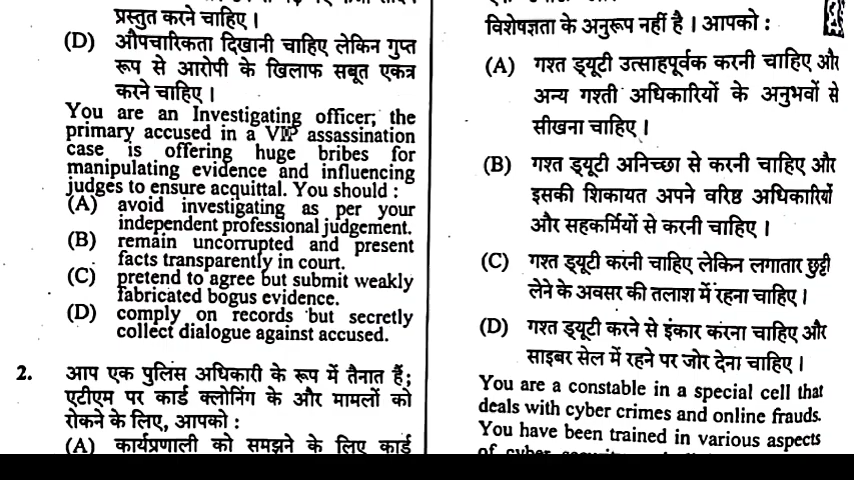 प्रस्तुत करने चाहिए ।
(D) औपचारिकता दिखानी चाहिए लेकिन गुप्त
रूप से आरोपी के खिलाफ सबूत एकत्र
करने चाहिए ।
You are an Investigating officer; the
primary accused in a VIP assassination
case is offering huge bribes for
manipulating evidence and influencing
judges to ensure acquittal. You should :
(A) avoid investigating as per your
independent professional judgement.
(B) remain uncorrupted and present
facts transparently in court.
(C) pretend to agree but submit weakly
fabricated bogus evidence.
(D) comply on records but secretly
collect dialogue against accused.
2. आप एक पुलिस अधिकारी के रूप में तैनात हैं;
एटीएम पर कार्ड क्लोनिंग के और मामलों को
रोकने के लिए, आपको :
(A) कार्यप्रणाली को समझने के लिए कार्ड
विशेषज्ञता के अनुरूप नहीं है । आपको :
(A) गश्त ड्यूटी उत्साहपूर्वक करनी चाहिए और
अन्य गश्ती अधिकारियों के अनुभवों से
सीखना चाहिए ।
(B) गश्त ड्यूटी अनिच्छा से करनी चाहिए और
इसकी शिकायत अपने वरिष्ठ अधिकारियों
और सहकर्मियों से करनी चाहिए ।
(C) गश्त ड्यूटी करनी चाहिए लेकिन लगातार छुट्टी
लेने के अवसर की तलाश में रहना चाहिए ।
(D) गश्त ड्यूटी करने से इंकार करना चाहिए और
साइबर सेल में रहने पर जोर देना चाहिए ।
You are a constable in a special cell that
deals with cyber crimes and online frauds.
You have been trained in various aspects
of cyber